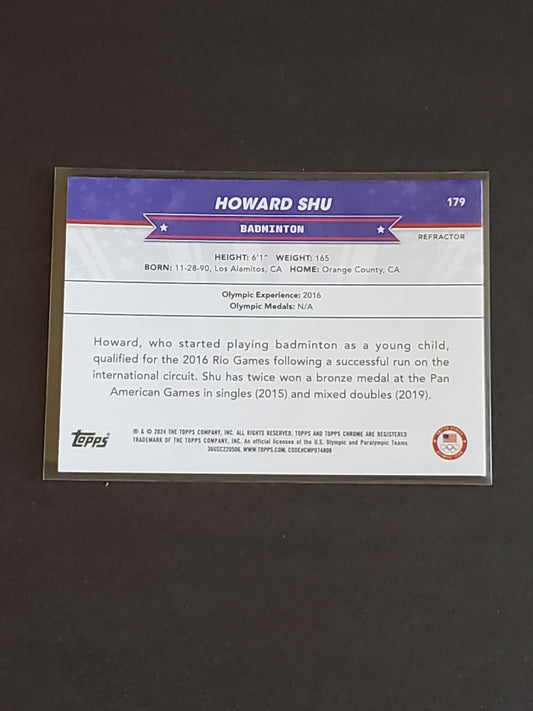 HOWARD SHU
179
BADMINTON
REFRACTOR
HEIGHT: 6'1" WEIGHT: 165
BORN: 11-28-90, Los Alamitos, CA HOME: Orange County, CA
Olympic Experience: 2016
Olympic Medals: N/A
Howard, who started playing badminton as a young child,
qualified for the 2016 Rio Games following a successful run on the
international circuit. Shu has twice won a bronze medal at the Pan
American Games in singles (2015) and mixed doubles (2019).
Topps
® & © 2024 THE TOPPS COMPANY, INC. ALL RIGHTS RESERVED. TOPPS AND TOPPS CHROME ARE REGISTERED
TRADEMARK OF THE TOPPS COMPANY, INC. An official licensee of the U.S. Olympic and Paralympic Teams
36USC220506. WWW.TOPPS.COM. CODE#CMP074808